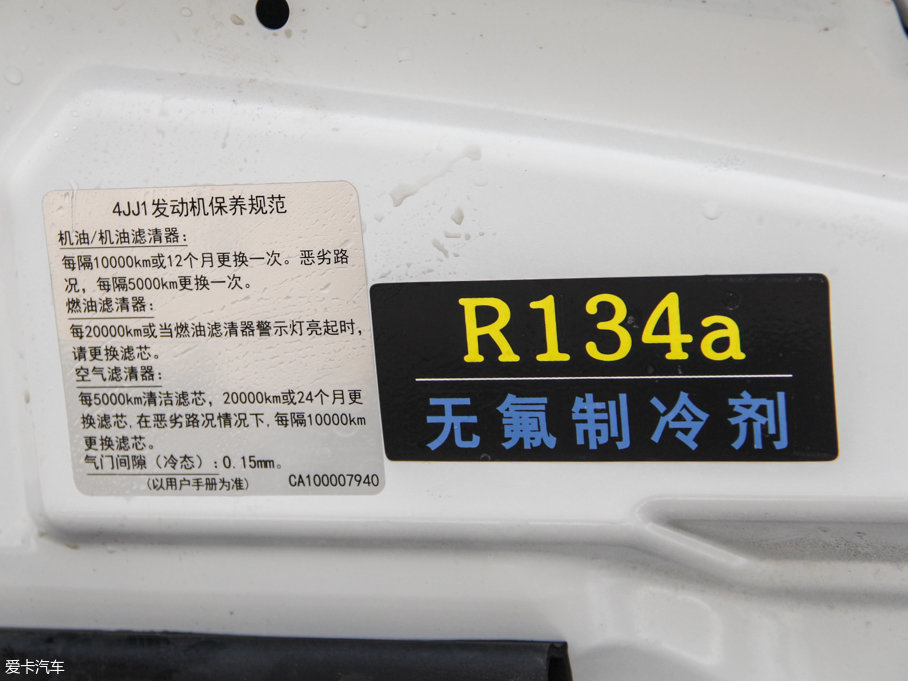 4JJ1发动机保养规范
机油/机油滤清器:
每隔10000km或12个月更换一次。恶劣路
况，每隔5000km更换一次。
燃油滤清器:
每20000km或当燃油滤清器警示灯亮起时,
请更换滤芯。
空气滤清器:
每5000km清洁滤芯，20000km或24个月更
换滤芯,在恶劣路况情况下,每隔10000km
更换滤芯。
气门间隙（冷态）:0.15mm。
(以用户手册为准)
CA100007940
R134a
无氟制冷剂
爱卡汽车